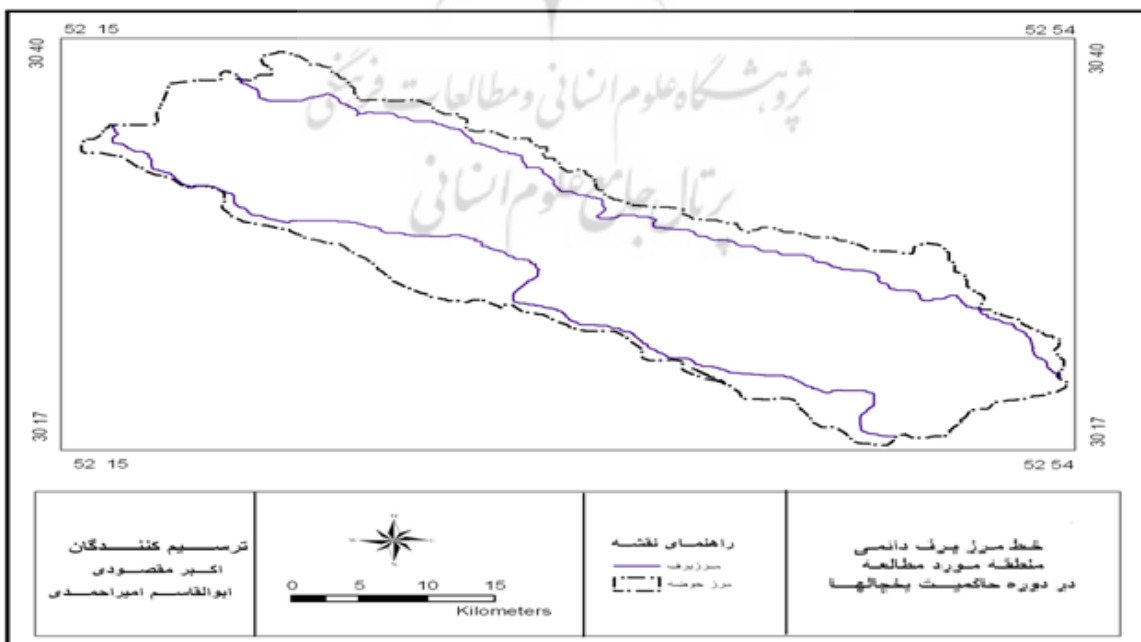 52 15
52 54
30 40
30 40
پژوهشگاه علوم انسانی و مطالعات فرهنگی
پرتال جامع علوم انسانی
30 17
30 17
52 15
52 54
خط مرز برف دائمی
منطقه مورد مطالعه
در دوره حاکمیت یخچالها
راهنمای نقشه
مرزبرف
مرز حوضه
N
0 5 10 15
Kilometers
ترسیم کنندگان
اکبر مقصودی
ابوالقاسم امیراحمدی